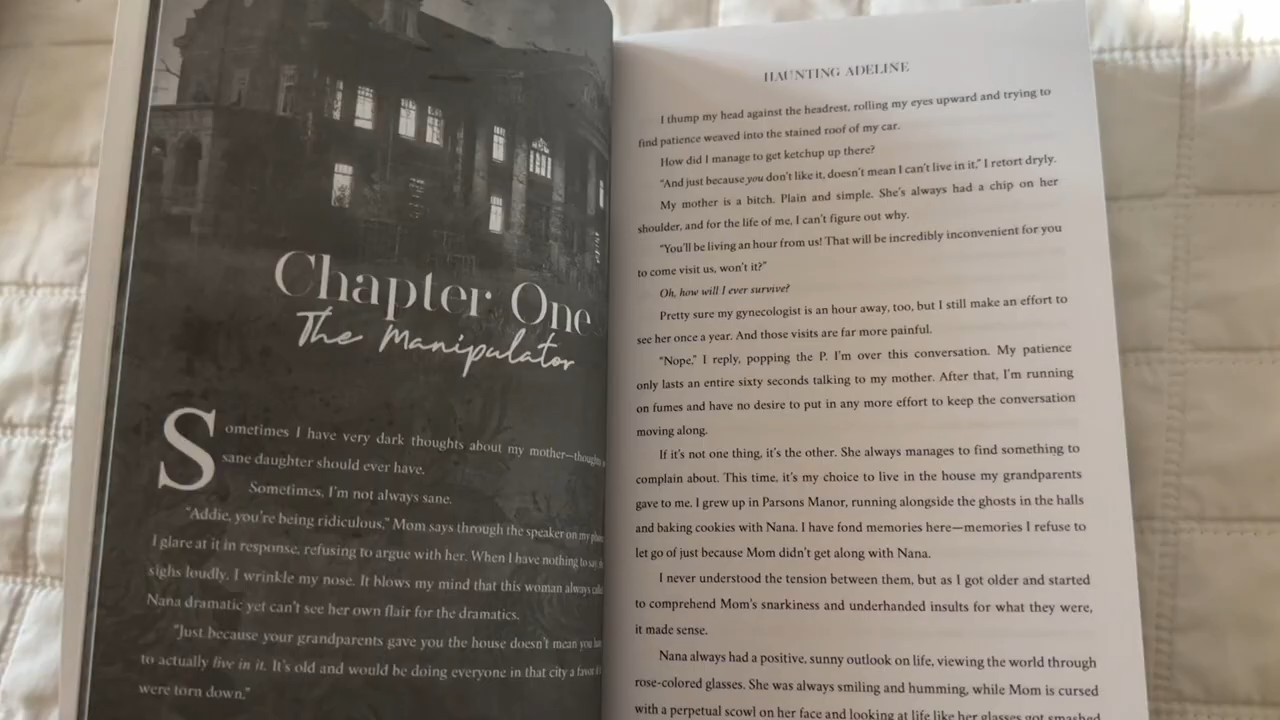 Chapter One
The Manipulator
Sometimes I have very dark thoughts about my mother—thoughts
sane daughter should ever have.
Sometimes, I'm not always sane.
"Addie, you're being ridiculous," Mom says through the speaker on my
I glare at it in response, refusing to argue with her. When I have nothing to
sighs loudly. I wrinkle my nose. It blows my mind that this woman always
Nana dramatic yet can't see her own flair for the dramatics.
"Just because your grandparents gave you the house doesn't mean you
to actually live in it. It's old and would be doing everyone in that city a
were torn down."
HAUNTING ADELINE
I thump my head against the headrest, rolling my eyes upward and trying to
find patience weaved into the stained roof of my car.
How did I manage to get ketchup up there?
"And just because you don't like it, doesn't mean I can't live in it," I retort dryly.
My mother is a bitch. Plain and simple. She's always had a chip on her
shoulder, and for the life of me, I can't figure out why.
"You'll be living an hour from us! That will be incredibly inconvenient for you
to come visit us, won't it?"
Oh, how will I ever survive?
Pretty sure my gynecologist is an hour away, too, but I still make an effort to
see her once a year. And those visits are far more painful.
"Nope," I reply, popping the P. I'm over this conversation. My patience
only lasts an entire sixty seconds talking to my mother. After that, I'm running
on fumes and have no desire to put in any more effort to keep the conversation
moving along.
If it's not one thing, it's the other. She always manages to find something to
complain about. This time, it's my choice to live in the house my grandparents
gave to me. I grew up in Parsons Manor, running alongside the ghosts in the halls
and baking cookies with Nana. I have fond memories here—memories I refuse to
let go of just because Mom didn't get along with Nana.
I never understood the tension between them, but as I got older and started
to comprehend Mom's snarkiness and underhanded insults for what they were,
it made sense.
Nana always had a positive, sunny outlook on life, viewing the world through
rose-colored glasses. She was always smiling and humming, while Mom is cursed
with a perpetual scowl on her face and looking at life like her glasses got smashed